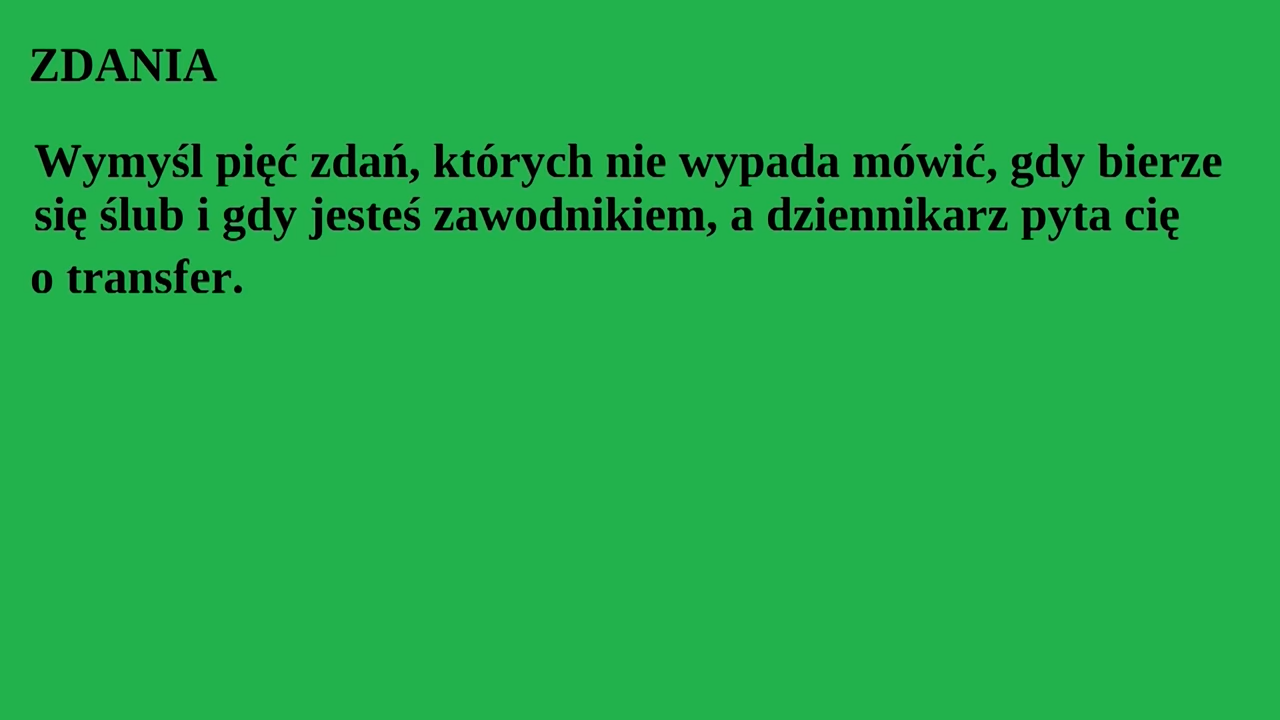 ZDANIA
Wymyśl pięć zdań, których nie wypada mówić, gdy bierze
się ślub i gdy jesteś zawodnikiem, a dziennikarz pyta cię
o transfer.